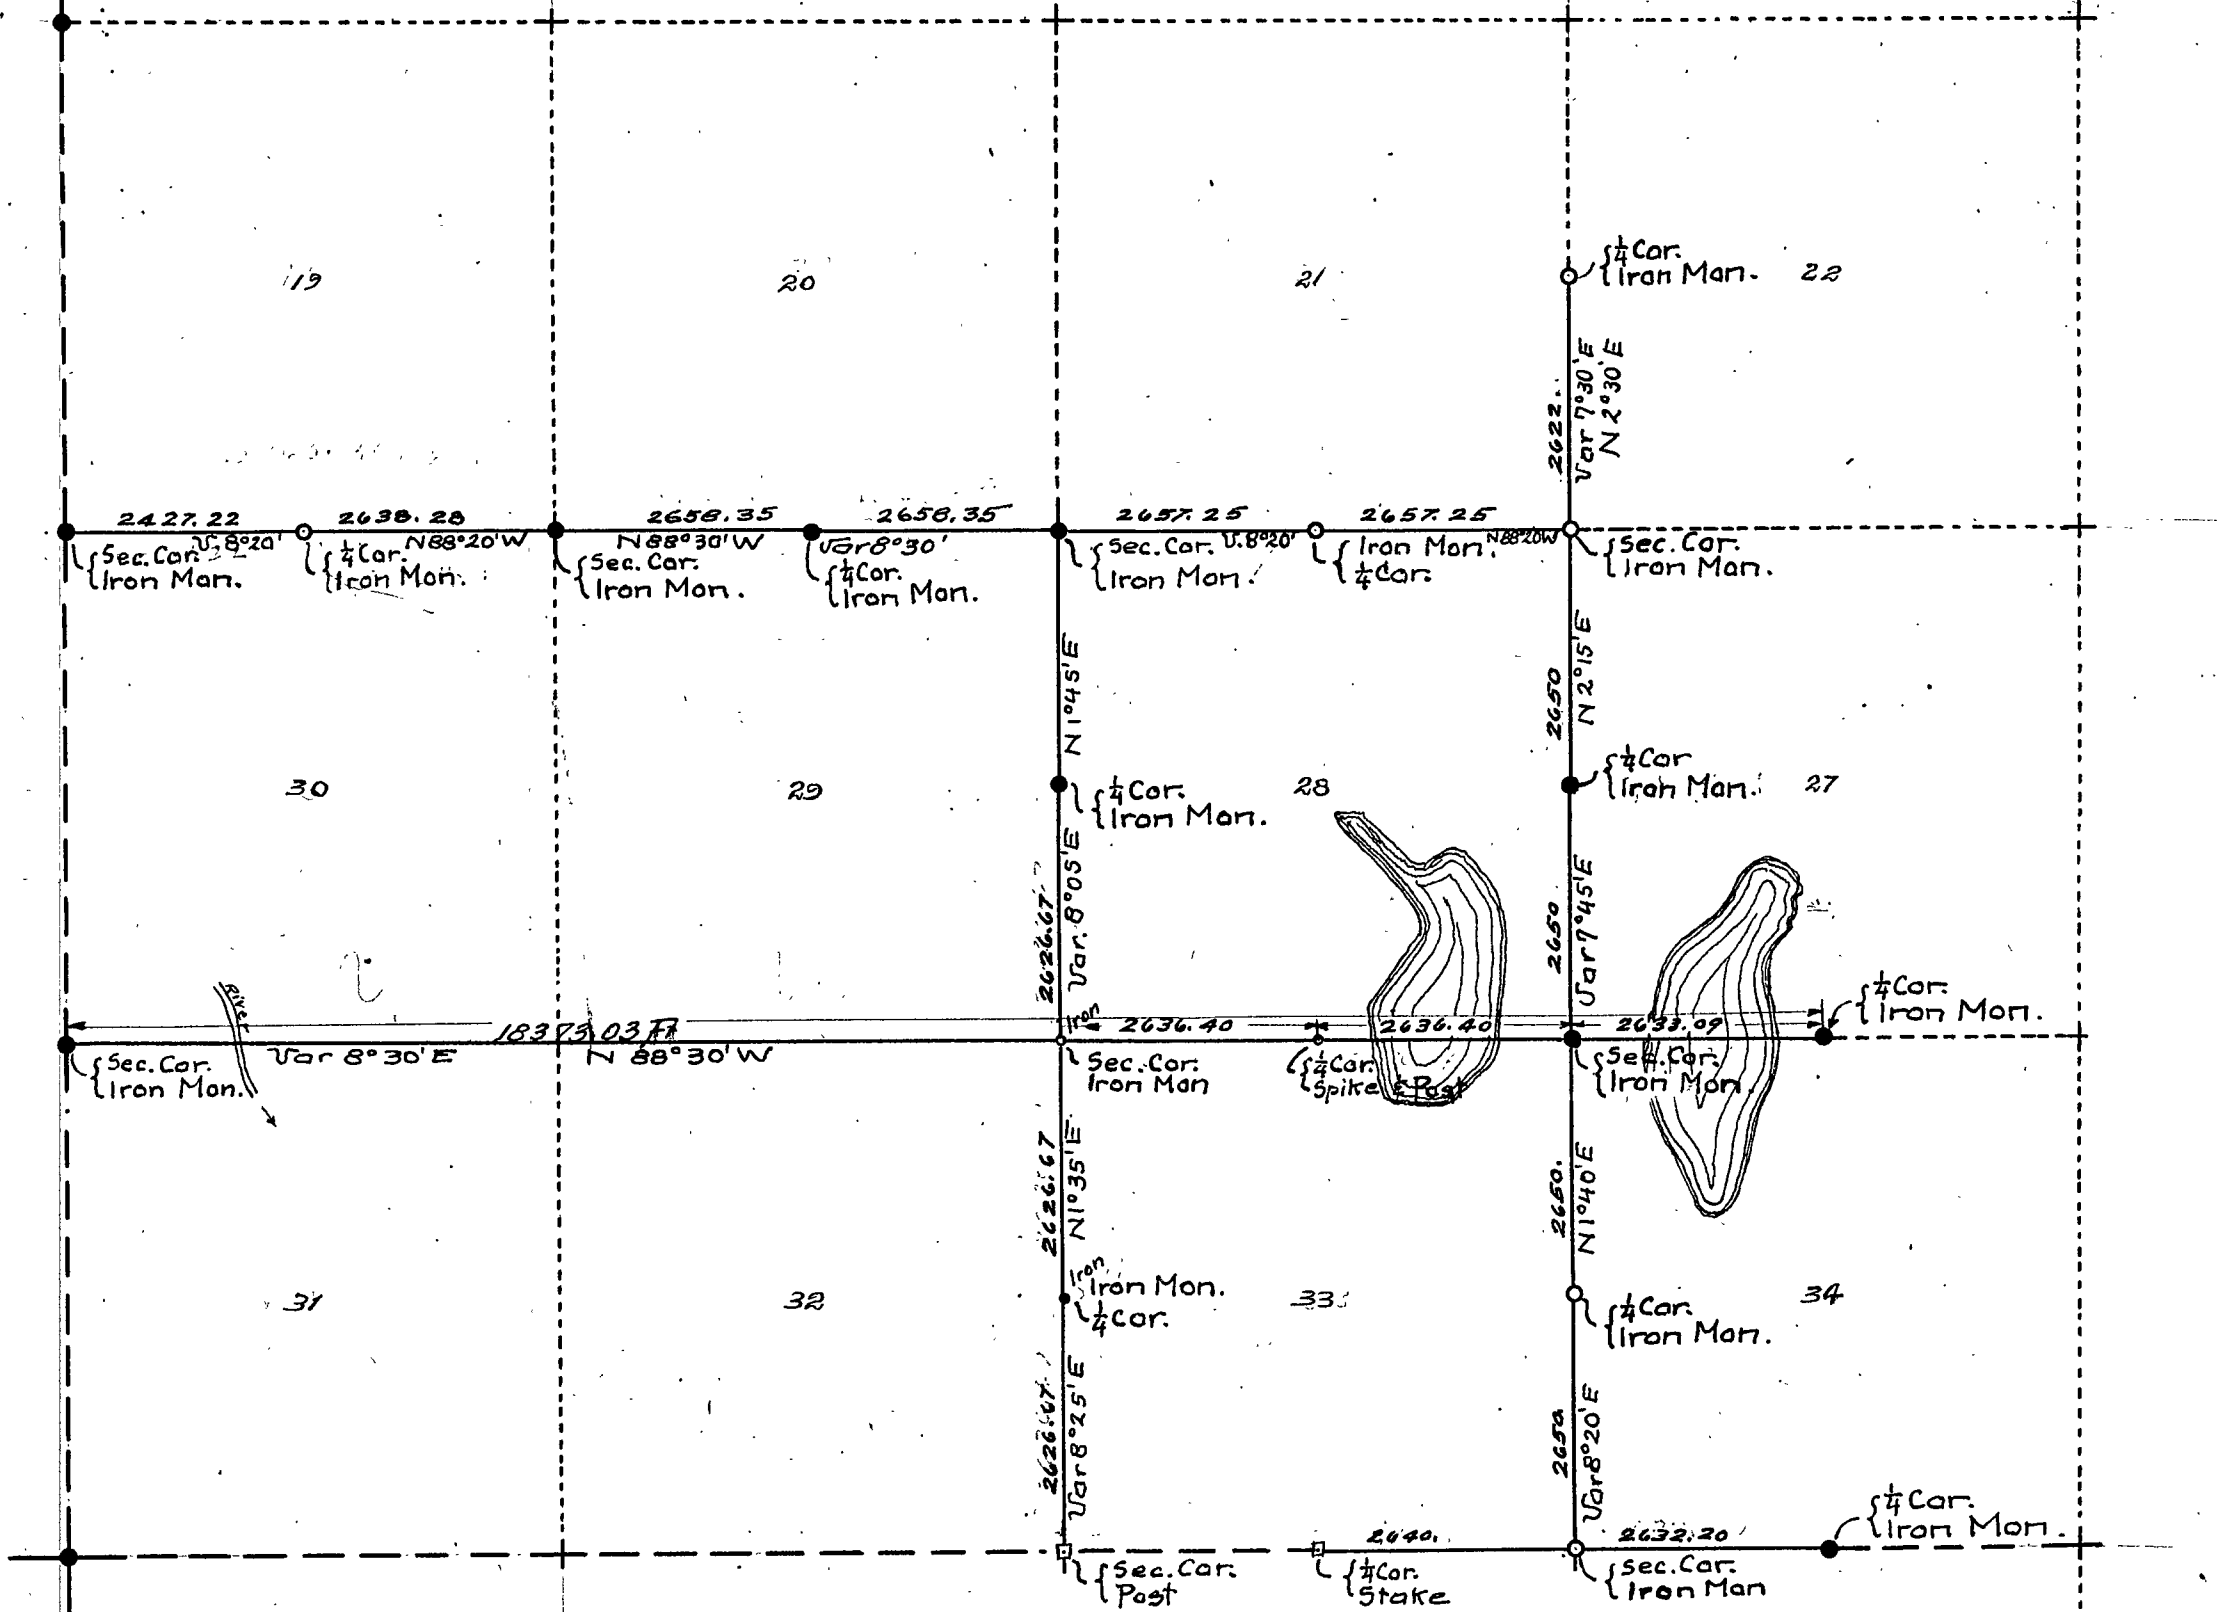 19
20
21
22
{¼ Cor.
Iron Mon.
2622.
Var 7°30'E
N 2°30'E
2427.22
2638.28
2658.35
2658.35
2657.25
2657.25
V. 8°20'
N88°20'W
N88°30'W
Var 8°30'
V. 8°20'
N88°20W
{Sec. Cor.
Iron Mon.
{¼ Cor.
Iron Mon.
{Sec. Cor.
Iron Mon.
{¼ Cor.
Iron Mon.
{Sec. Cor.
Iron Mon.
{Iron Mon.
¼ Cor.
{Sec. Cor.
Iron Mon.
N 1°45'E
2650
N 2°15'E
30
29
28
27
{¼ Cor.
Iron Mon.
{¼ Cor
Iron Mon.
2626.67
Var. 8°05'E
2650
Var 7°45'E
River
18373.03 Ft
Iron
2636.40
2636.40
2633.09
{¼ Cor.
Iron Mon.
{Sec. Cor.
Iron Mon.
Var 8°30'E
N 88°30'W
Sec. Cor.
Iron Mon
{¼ Cor.
Spike & Post
{Sec. Cor.
Iron Mon.
2626.67
N 1°35'E
2650.
N 1°40'E
Iron
Iron Mon.
¼ Cor.
31
32
33
34
{¼ Cor.
Iron Mon.
2626.67
Var 8°25'E
2650
Var 8°20'E
2640.
2632.20
{¼ Cor.
Iron Mon.
{Sec. Cor.
Post
{¼ Cor.
Stake
{Sec. Cor.
Iron Mon